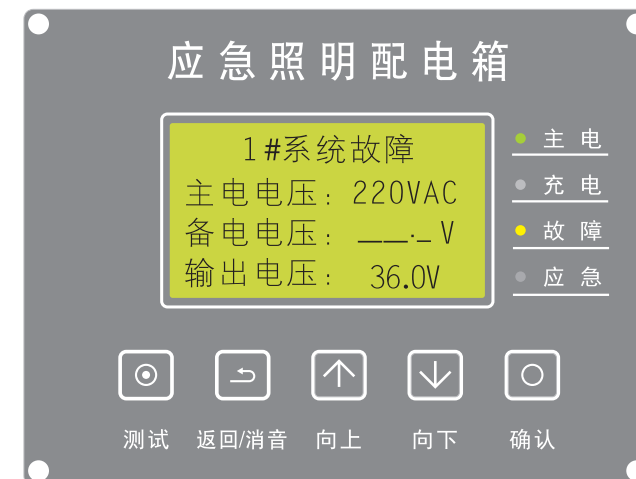 应急照明配电箱
1#系统故障
主电电压: 220VAC
备电电压: __._ V
输出电压: 36.0V
主电
充电
故障
应急
测试 返回/消音 向上 向下 确认